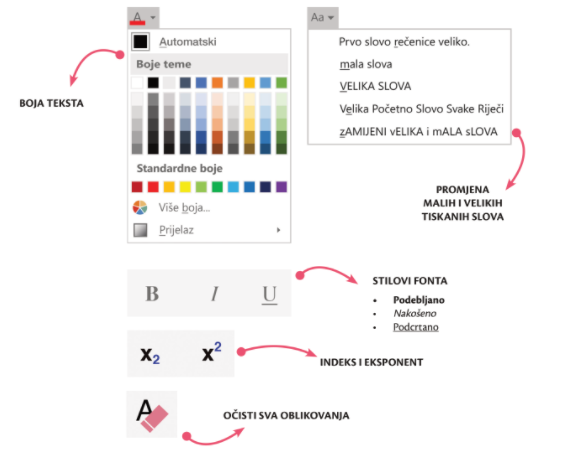 A
Automatski
Boje teme
Standardne boje
Više boja...
Prijelaz
BOJA TEKSTA
Aa
Prvo slovo rečenice veliko.
mala slova
VELIKA SLOVA
Velika Početno Slovo Svake Riječi
zAMIJENI vELIKA i mALA sLOVA
PROMJENA
MALIH I VELIKIH
TISKANIH SLOVA
B I U
STILOVI FONTA
• Podebljano
• Nakošeno
• Podcrtano
x₂ x²
INDEKS I EKSPONENT
A
OČISTI SVA OBLIKOVANJA